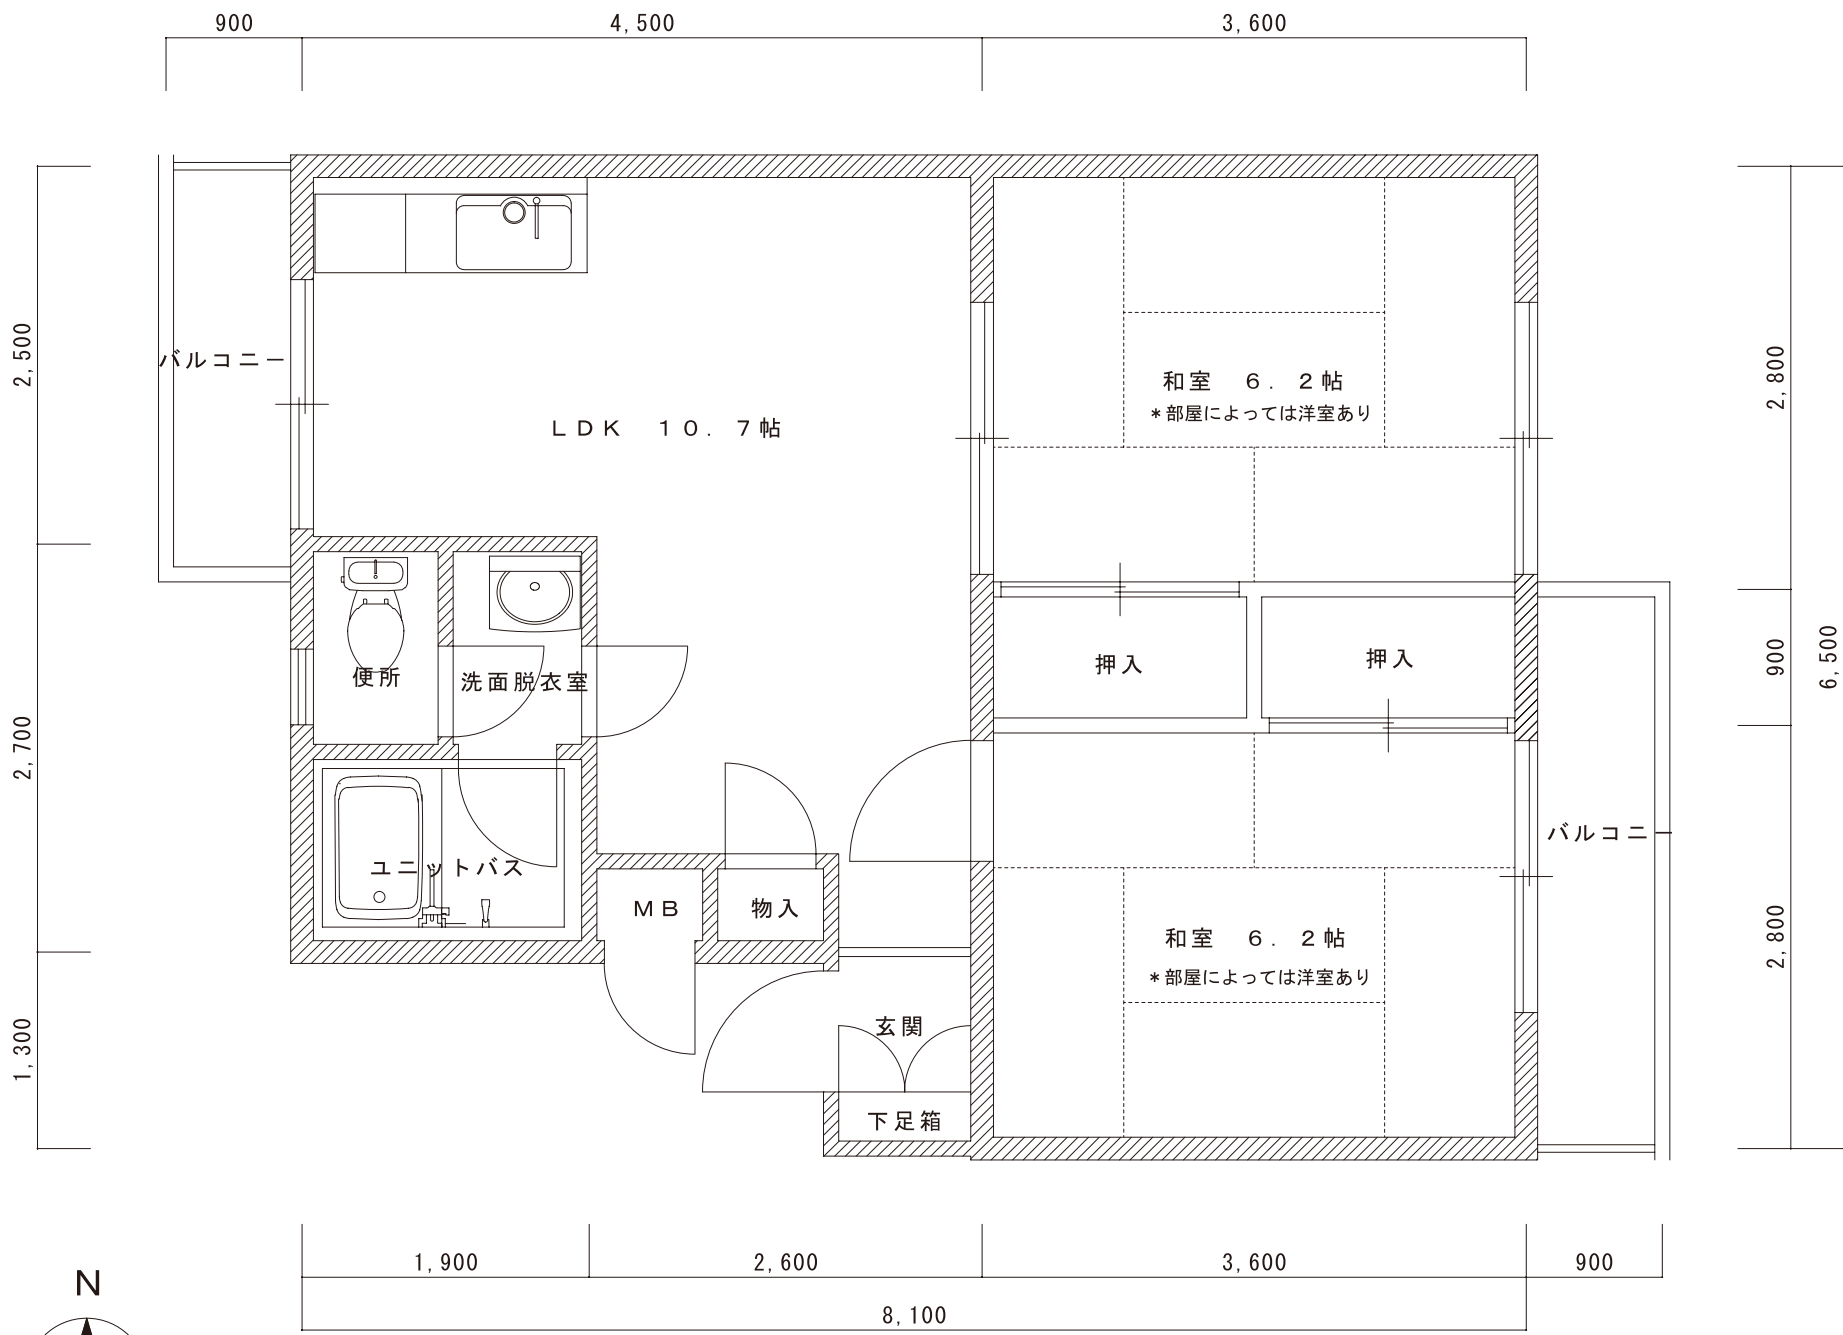 900
4,500
3,600
2,500
バルコニー
LDK 10.7帖
和室 6.2帖
*部屋によっては洋室あり
2,800
便所
洗面脱衣室
押入
押入
900
6,500
2,700
ユニットバス
MB
物入
バルコニー
和室 6.2帖
*部屋によっては洋室あり
2,800
1,300
玄関
下足箱
1,900
2,600
3,600
900
8,100
N